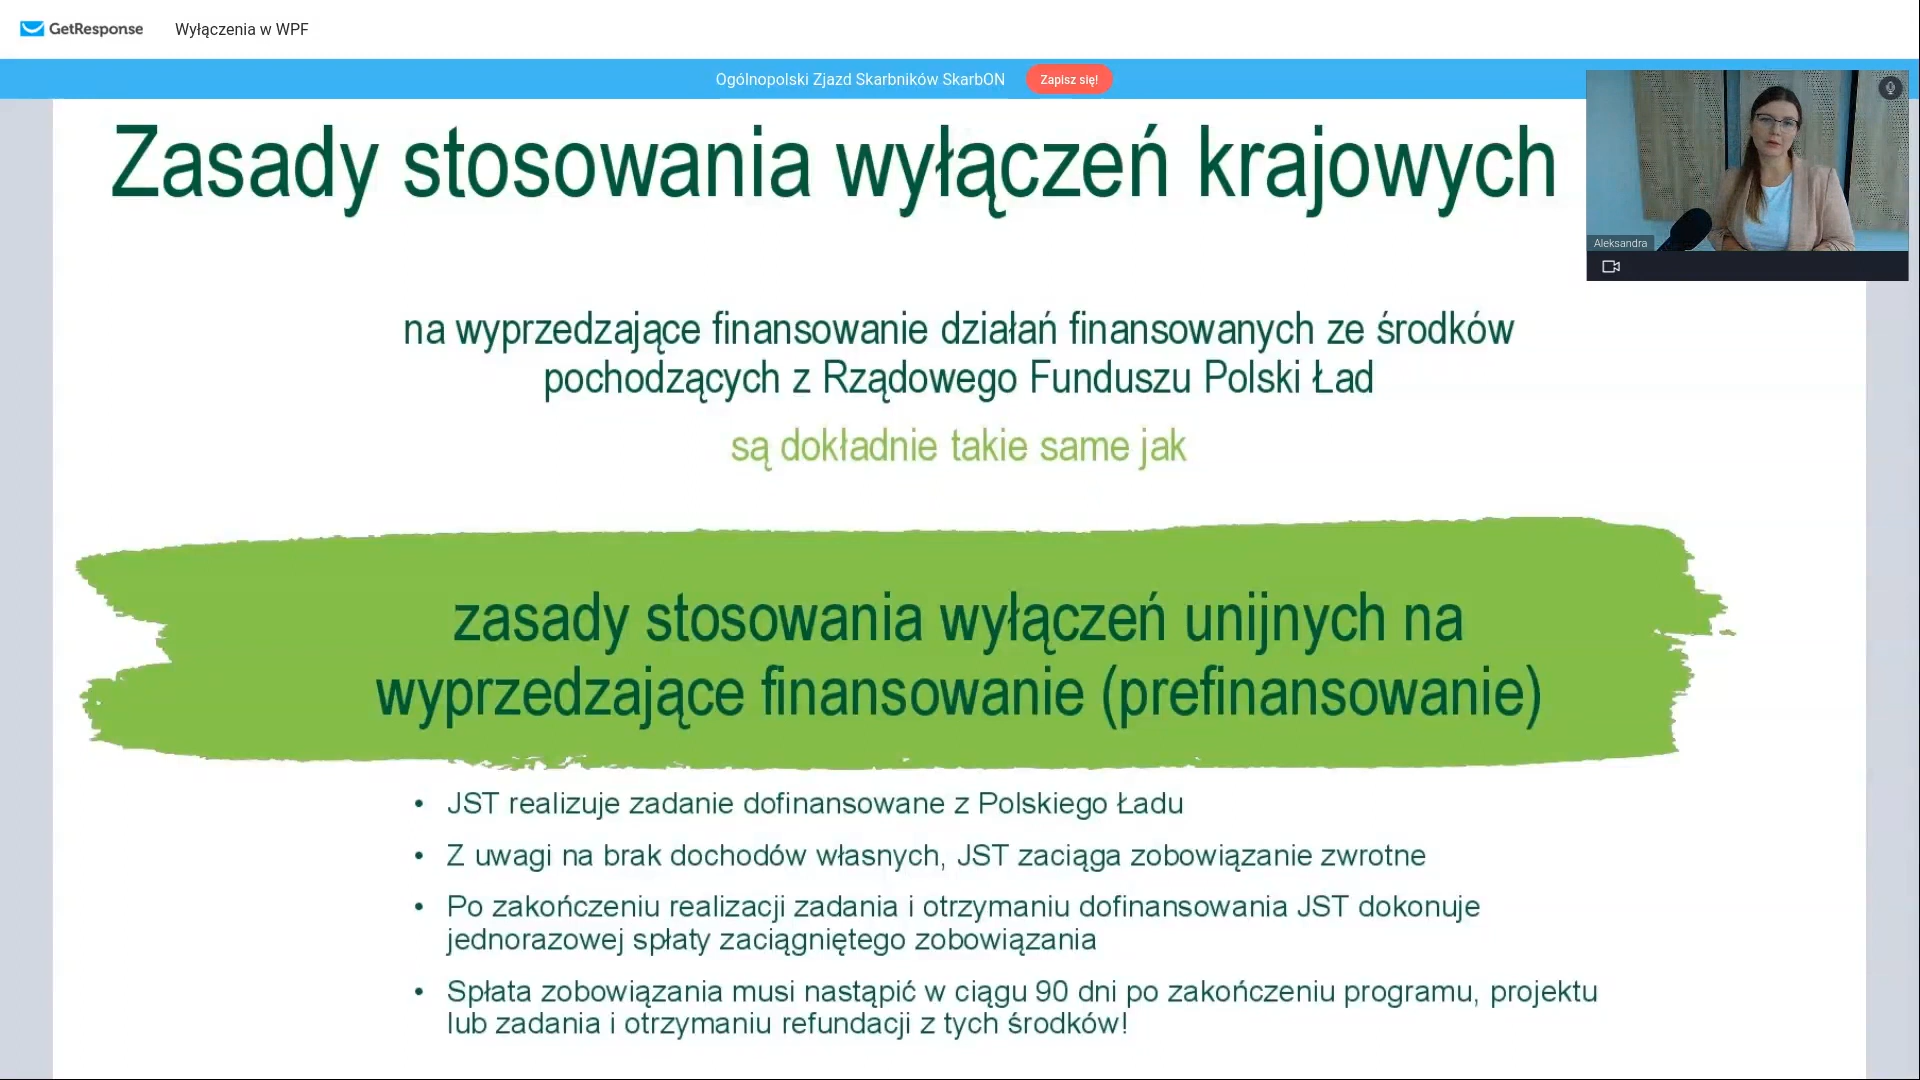 GetResponse
Wyłączenia w WPF
Ogólnopolski Zjazd Skarbników SkarbON
Zapisz się!
Aleksandra
Zasady stosowania wyłączeń krajowych
na wyprzedzające finansowanie działań finansowanych ze środków
pochodzących z Rządowego Funduszu Polski Ład
są dokładnie takie same jak
zasady stosowania wyłączeń unijnych na
wyprzedzające finansowanie (prefinansowanie)
• JST realizuje zadanie dofinansowane z Polskiego Ładu
• Z uwagi na brak dochodów własnych, JST zaciąga zobowiązanie zwrotne
• Po zakończeniu realizacji zadania i otrzymaniu dofinansowania JST dokonuje
jednorazowej spłaty zaciągniętego zobowiązania
• Spłata zobowiązania musi nastąpić w ciągu 90 dni po zakończeniu programu, projektu
lub zadania i otrzymaniu refundacji z tych środków!